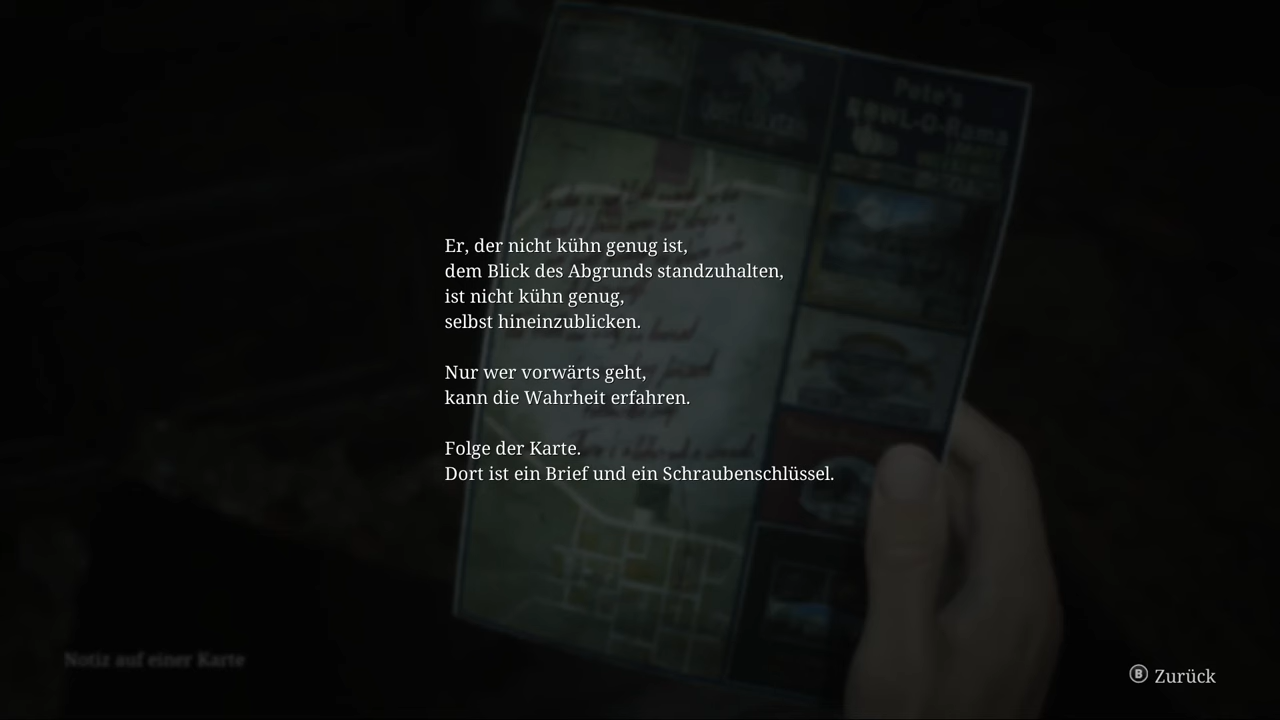 Pete's
BOWL-O-Rama
Er, der nicht kühn genug ist,
dem Blick des Abgrunds standzuhalten,
ist nicht kühn genug,
selbst hineinzublicken.
Nur wer vorwärts geht,
kann die Wahrheit erfahren.
Folge der Karte.
Dort ist ein Brief und ein Schraubenschlüssel.
Notiz auf einer Karte
B Zurück